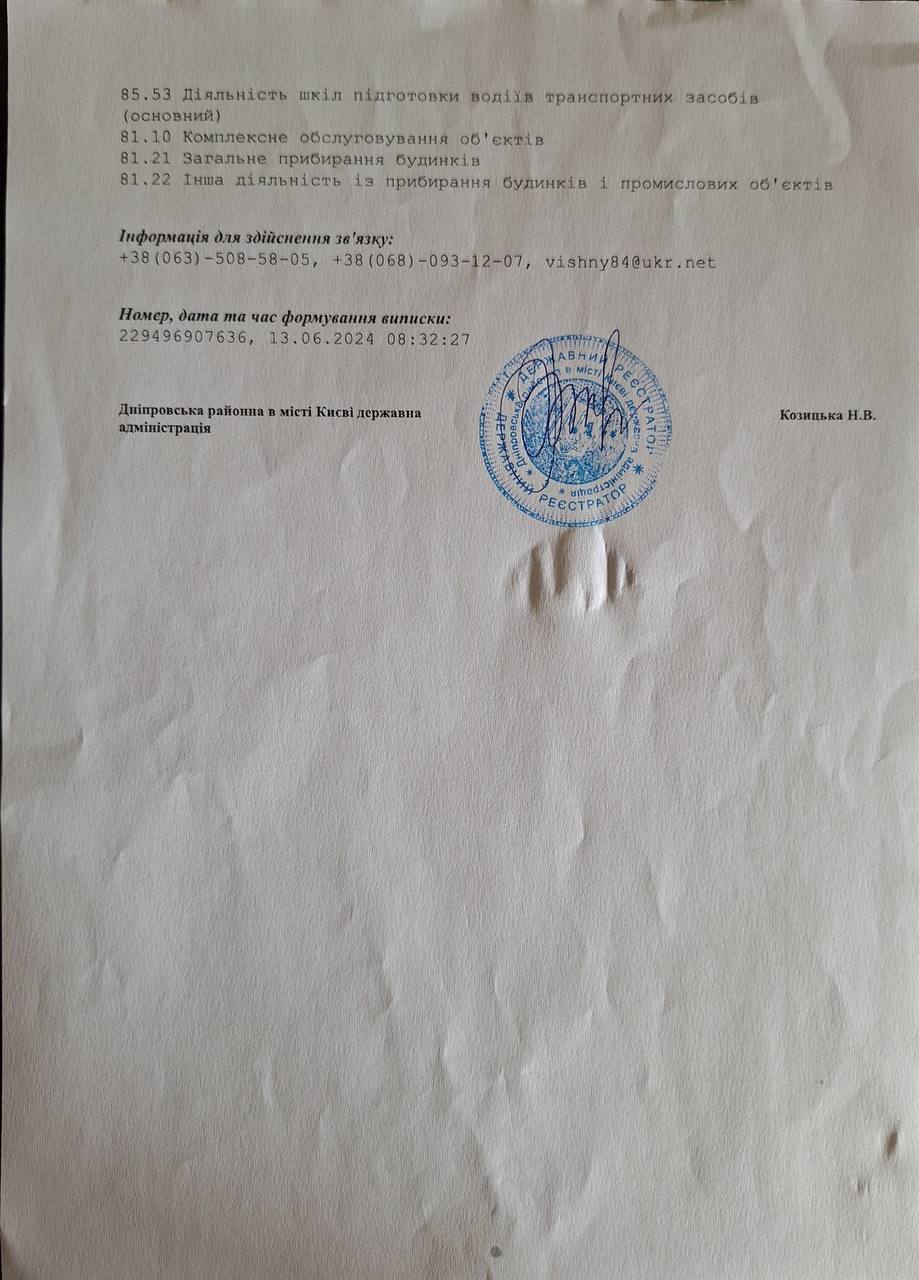 85.53 Діяльність шкіл підготовки водіїв транспортних засобів
(основний)
81.10 Комплексне обслуговування об'єктів
81.21 Загальне прибирання будинків
81.22 Інша діяльність із прибирання будинків і промислових об'єктів
Інформація для здійснення зв'язку:
+38(063)-508-58-05, +38(068)-093-12-07, vishny84@ukr.net
Номер, дата та час формування виписки:
229496907636, 13.06.2024 08:32:27
Дніпровська районна в місті Києві державна
адміністрація
Козицька Н.В.
ДЕРЖАВНИЙ РЕЄСТРАТОР
ДЕРЖАВНИЙ РЕЄСТРАТОР
Дніпровська районна в місті Києві державна адміністрація